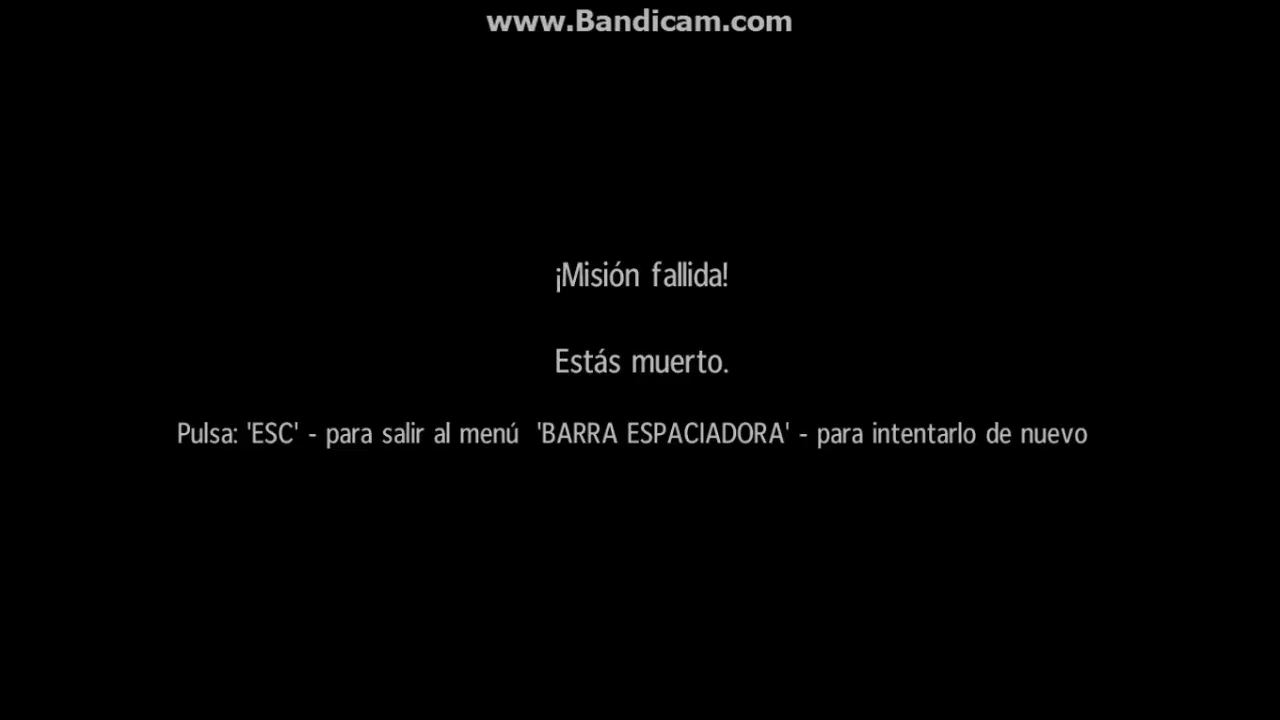 www.Bandicam.com
¡Misión fallida!
Estás muerto.
Pulsa: 'ESC' - para salir al menú  'BARRA ESPACIADORA' - para intentarlo de nuevo